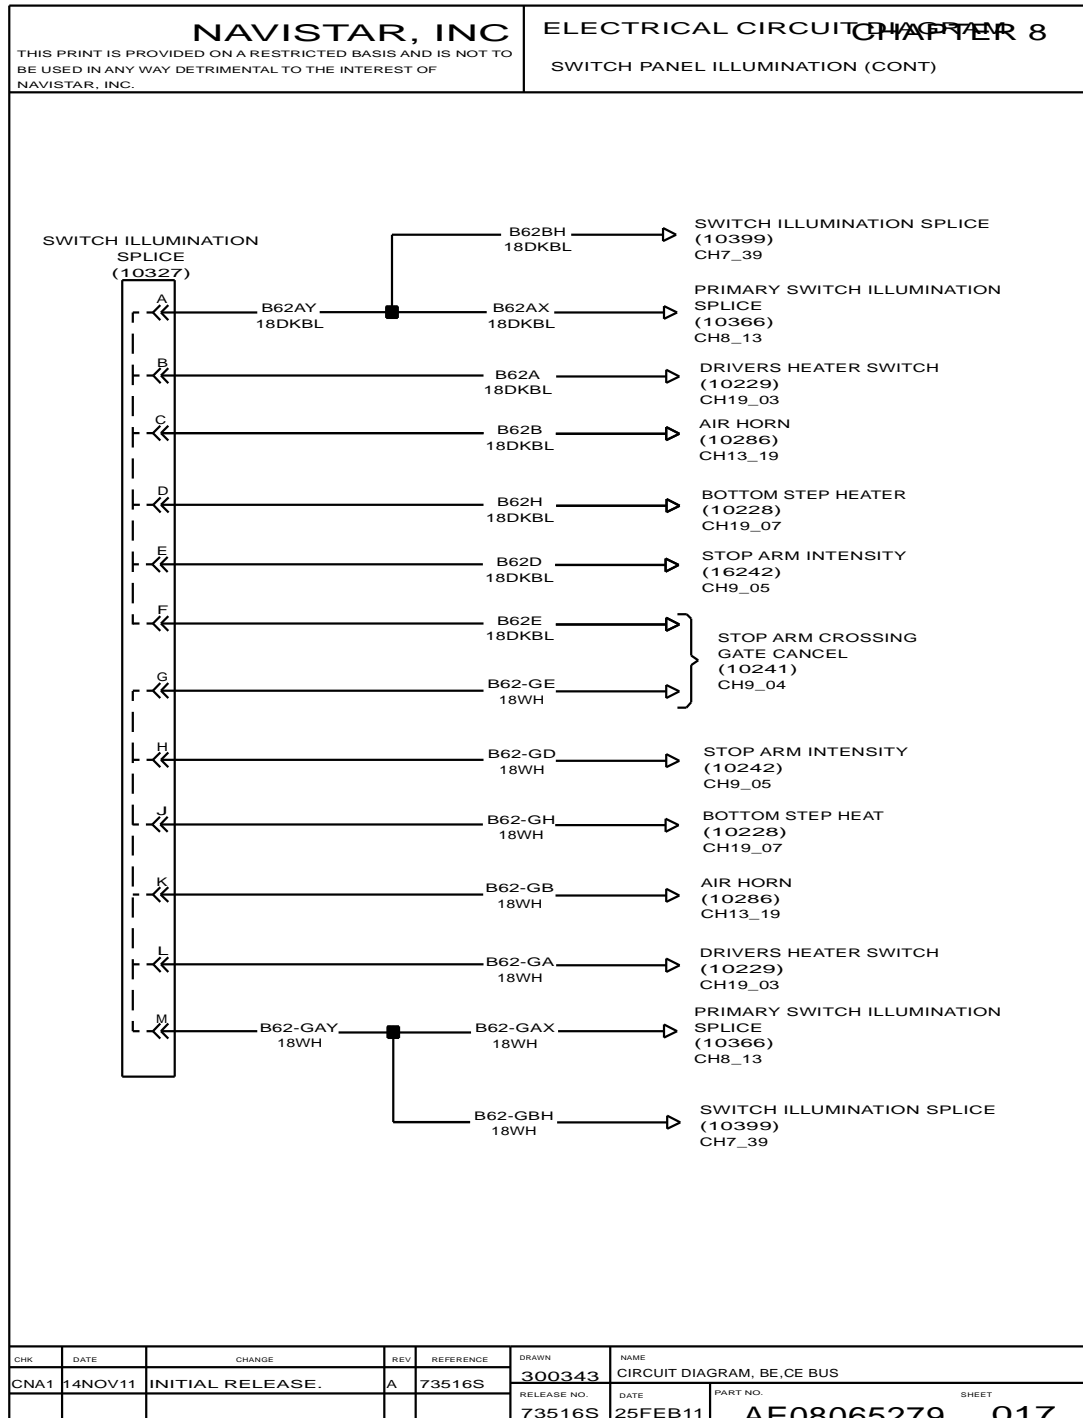 NAVISTAR, INC
THIS PRINT IS PROVIDED ON A RESTRICTED BASIS AND IS NOT TO
BE USED IN ANY WAY DETRIMENTAL TO THE INTEREST OF
NAVISTAR, INC.
ELECTRICAL CIRCUIT DIAGRAM
CHAPTER 8
SWITCH PANEL ILLUMINATION (CONT)
SWITCH ILLUMINATION
SPLICE
(10327)
B62BH
18DKBL
SWITCH ILLUMINATION SPLICE
(10399)
CH7_39
A
B62AY
18DKBL
B62AX
18DKBL
PRIMARY SWITCH ILLUMINATION
SPLICE
(10366)
CH8_13
B
B62A
18DKBL
DRIVERS HEATER SWITCH
(10229)
CH19_03
C
B62B
18DKBL
AIR HORN
(10286)
CH13_19
D
B62H
18DKBL
BOTTOM STEP HEATER
(10228)
CH19_07
E
B62D
18DKBL
STOP ARM INTENSITY
(16242)
CH9_05
F
B62E
18DKBL
STOP ARM CROSSING
GATE CANCEL
(10241)
CH9_04
G
B62-GE
18WH
H
B62-GD
18WH
STOP ARM INTENSITY
(10242)
CH9_05
J
B62-GH
18WH
BOTTOM STEP HEAT
(10228)
CH19_07
K
B62-GB
18WH
AIR HORN
(10286)
CH13_19
L
B62-GA
18WH
DRIVERS HEATER SWITCH
(10229)
CH19_03
M
B62-GAY
18WH
B62-GAX
18WH
PRIMARY SWITCH ILLUMINATION
SPLICE
(10366)
CH8_13
B62-GBH
18WH
SWITCH ILLUMINATION SPLICE
(10399)
CH7_39
CHK DATE CHANGE REV REFERENCE
CNA1 14NOV11 INITIAL RELEASE. A 73516S
DRAWN
300343
NAME
CIRCUIT DIAGRAM, BE,CE BUS
RELEASE NO.
73516S
DATE
25FEB11
PART NO.
AE08065279
SHEET
017